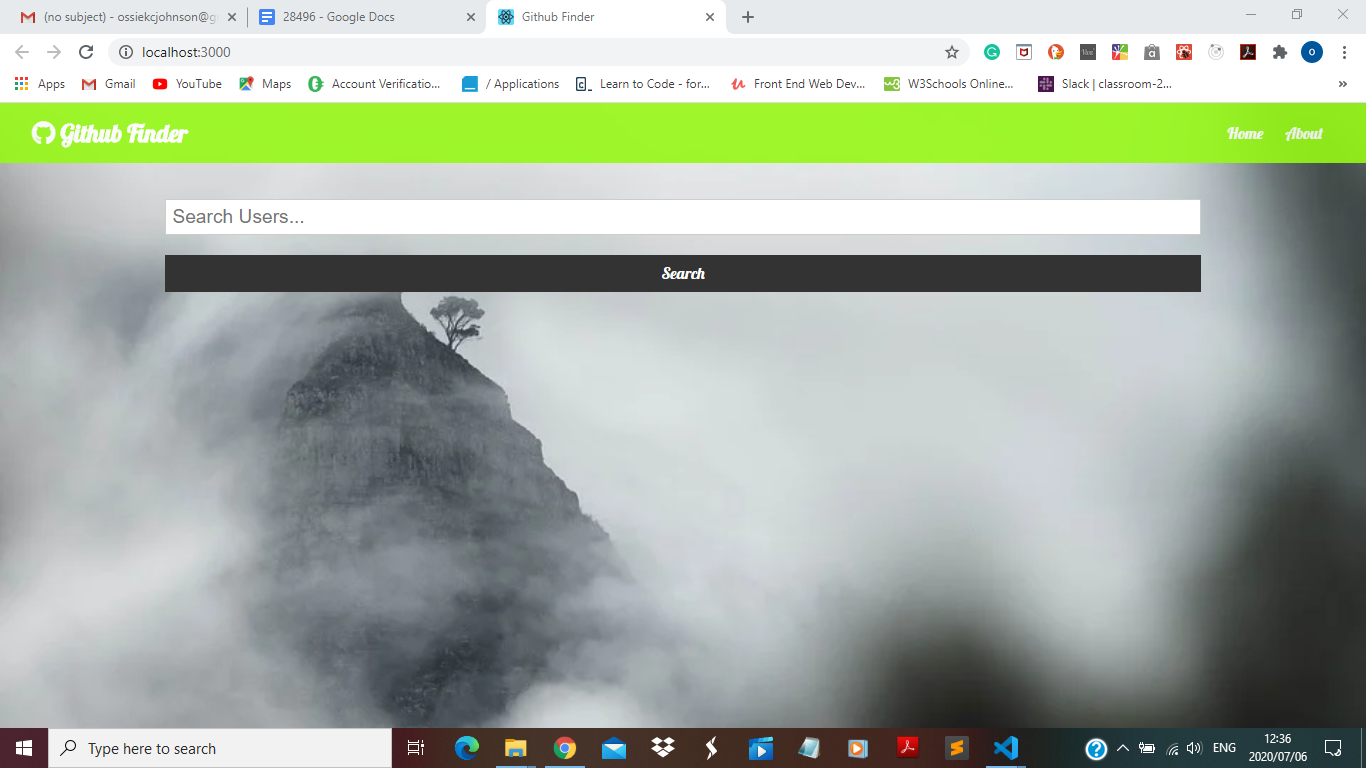 (no subject) - ossiekcjohnson@g
28496 - Google Docs
Github Finder
localhost:3000
Apps
Gmail
YouTube
Maps
Account Verificatio...
/ Applications
Learn to Code - for...
Front End Web Dev...
W3Schools Online...
Slack | classroom-2...
»
Github Finder
Home
About
Search Users...
Search
Type here to search
ENG
12:36
2020/07/06